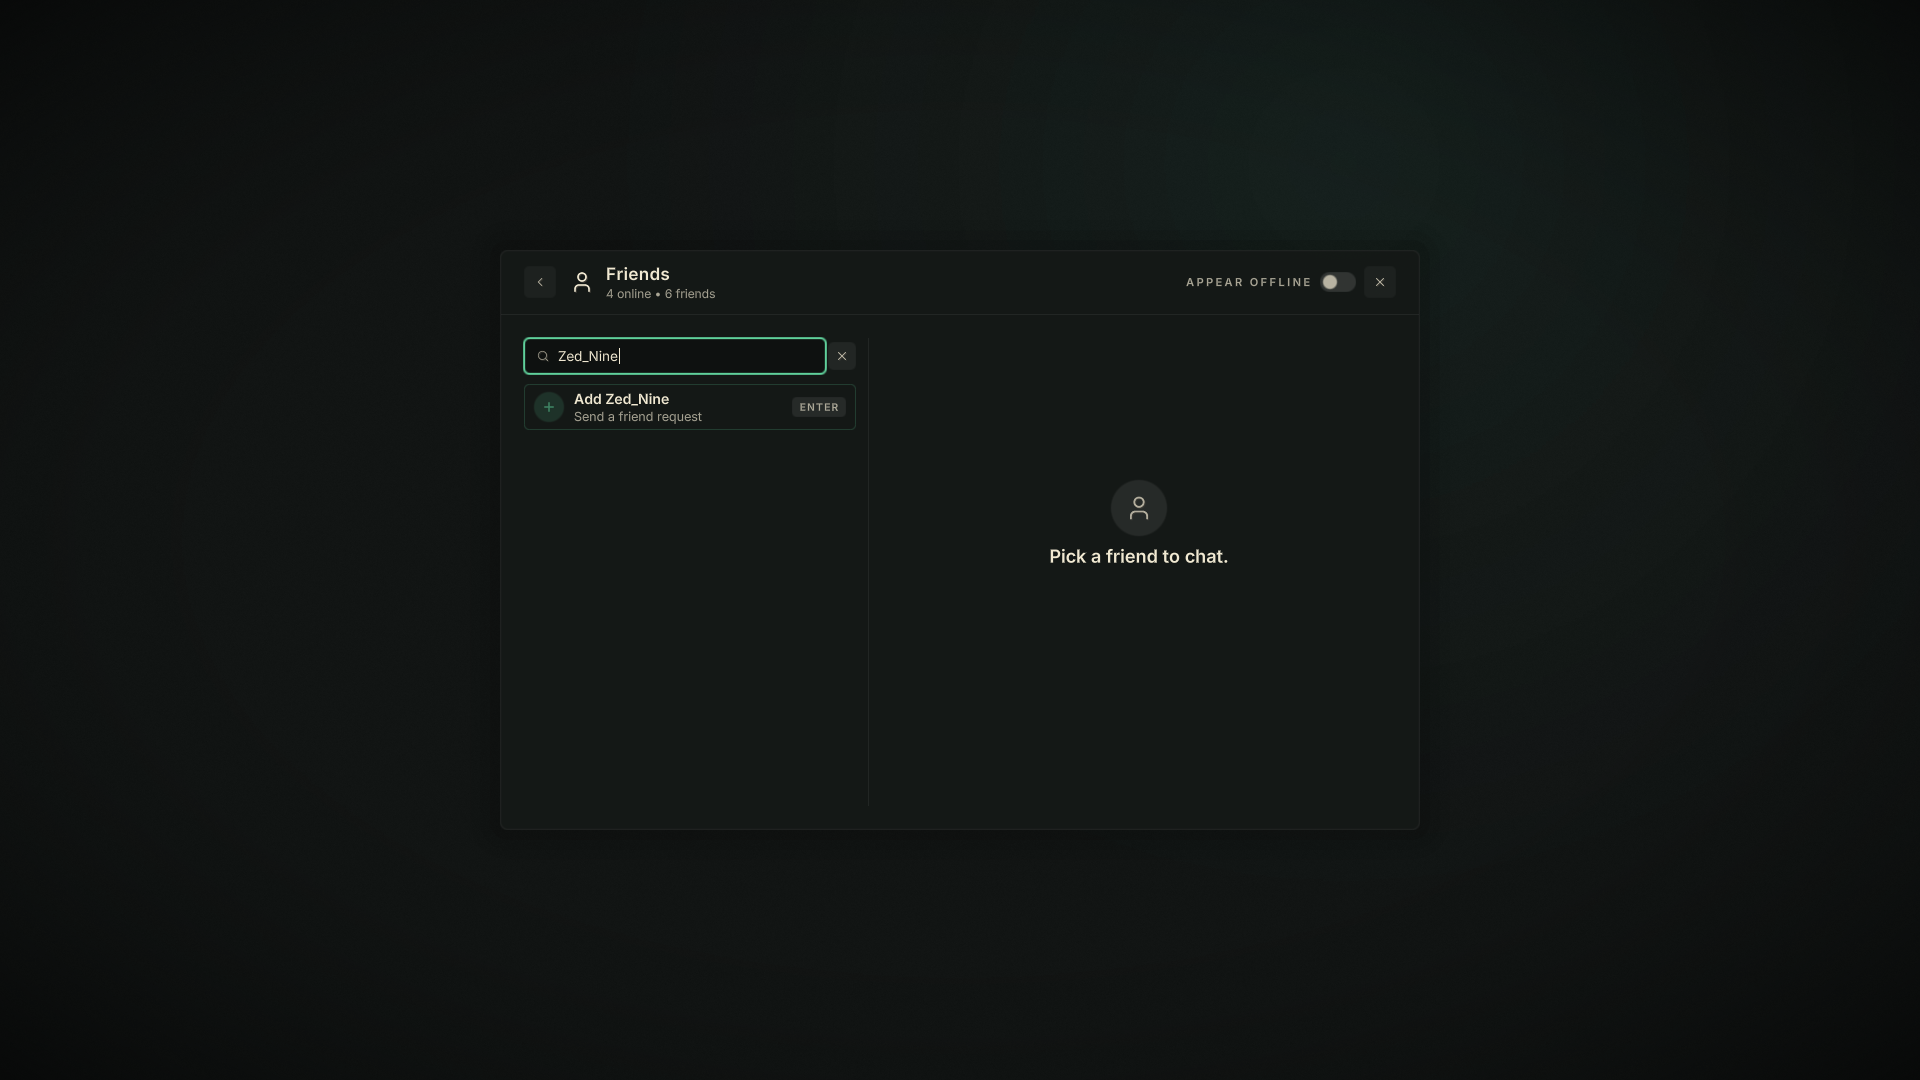 Friends
4 online • 6 friends
APPEAR OFFLINE
Zed_Nine
Add Zed_Nine
Send a friend request
ENTER
Pick a friend to chat.